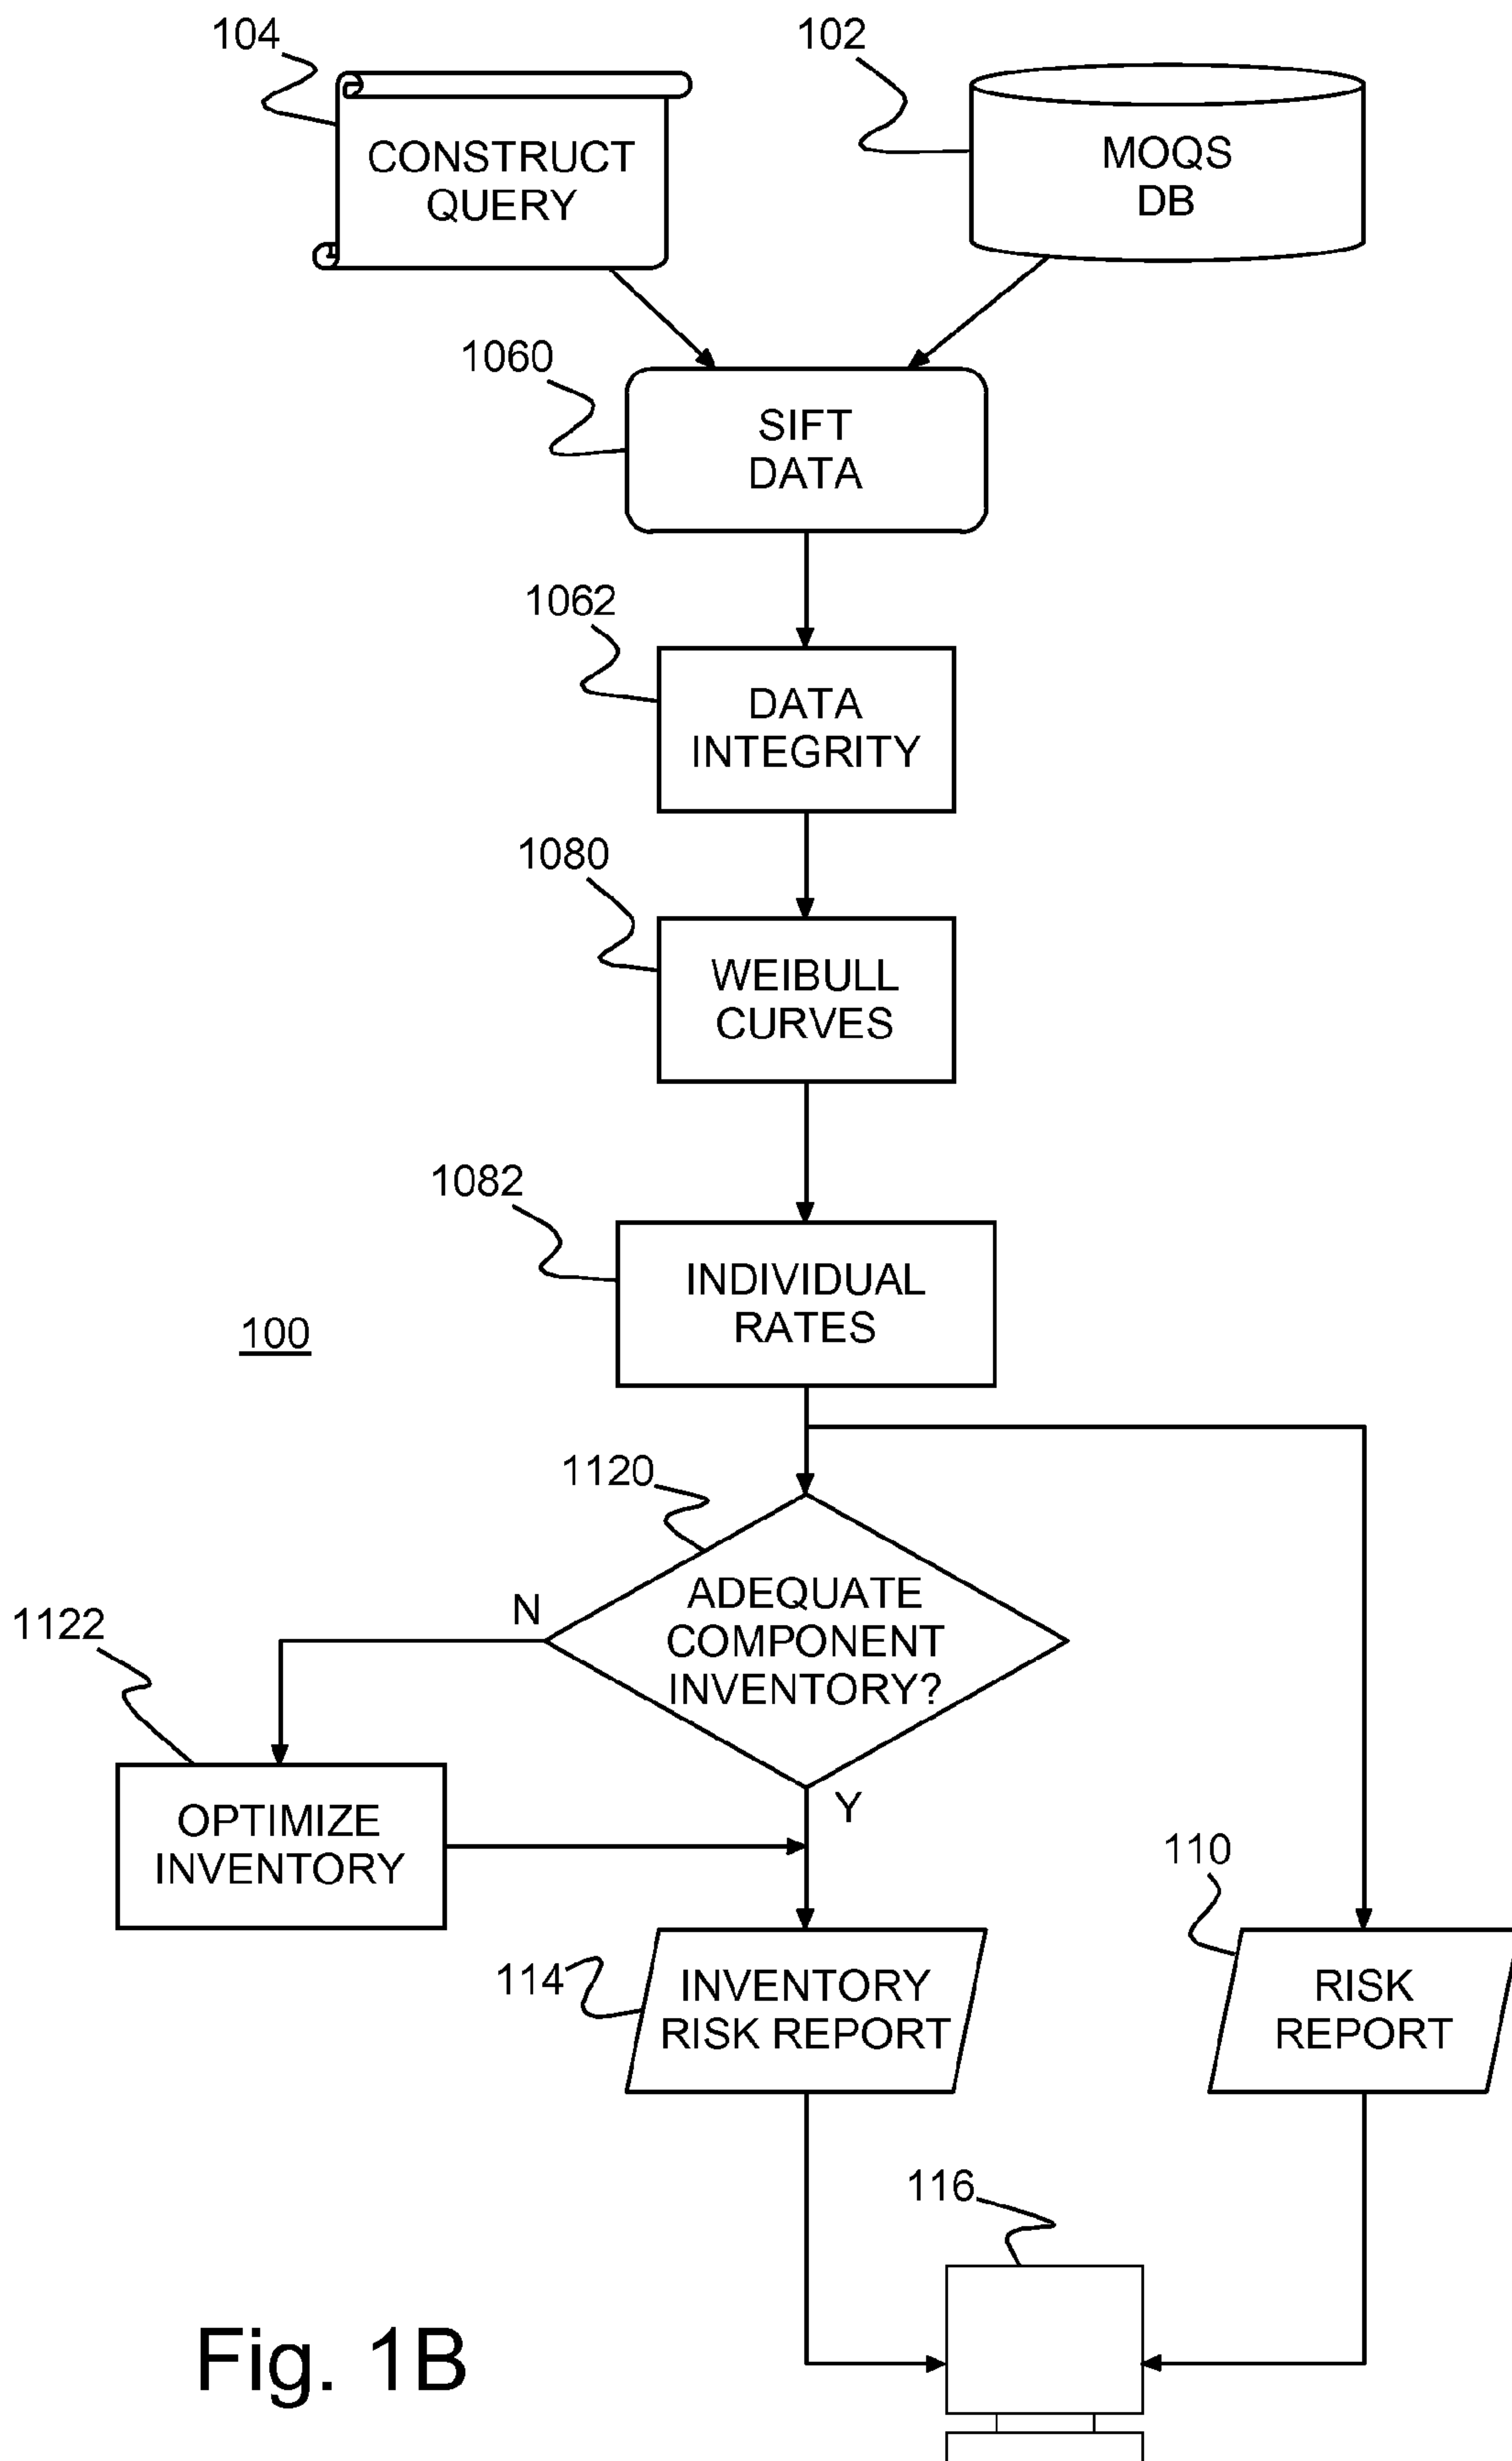 104
102
CONSTRUCT
QUERY
MOQS
DB
1060
SIFT
DATA
1062
DATA
INTEGRITY
1080
WEIBULL
CURVES
1082
INDIVIDUAL
RATES
100
1120
ADEQUATE
COMPONENT
INVENTORY?
N
1122
Y
OPTIMIZE
INVENTORY
110
114
INVENTORY
RISK REPORT
RISK
REPORT
116
Fig. 1B